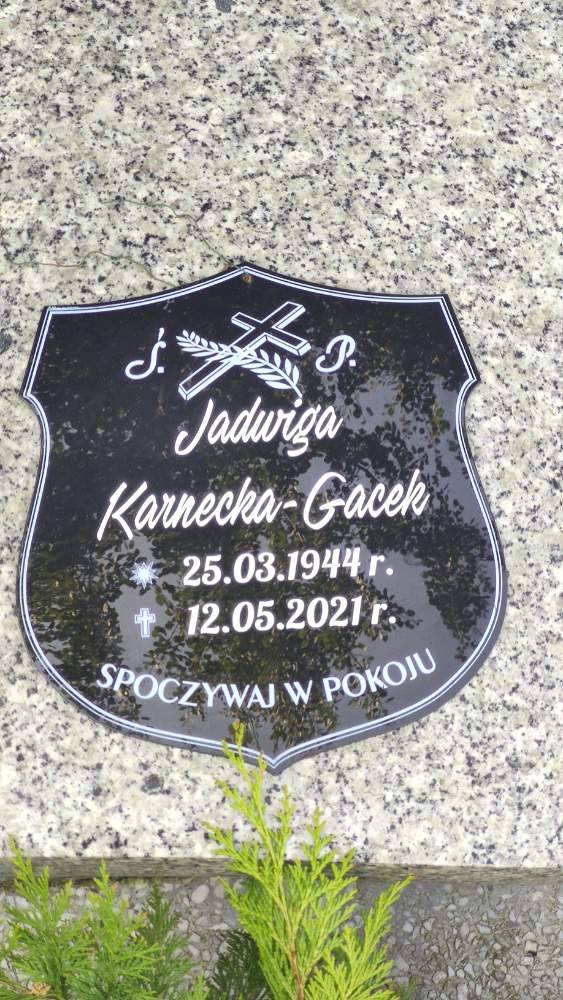 Ś. P.
Jadwiga
Karnecka-Gacek
25.03.1944 r.
12.05.2021 r.
SPOCZYWAJ W POKOJU